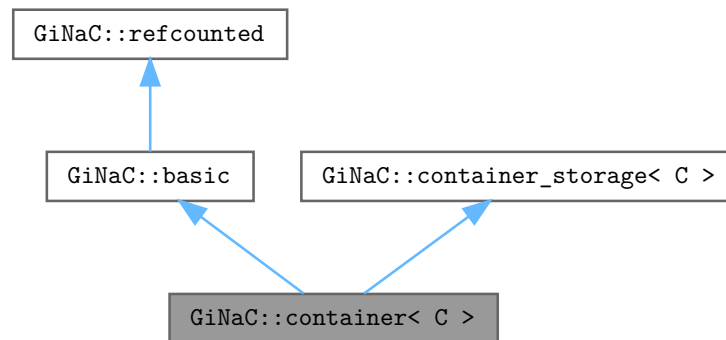 GiNaC::refcounted
GiNaC::basic
GiNaC::container_storage< C >
GiNaC::container< C >